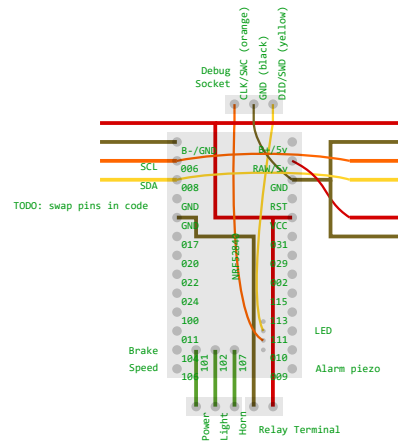 CLK/SWC (orange)
GND (black)
DID/SWD (yellow)
Debug
Socket
B-/GND B+/5v
SCL 006 RAW/5v
SDA 008 GND
TODO: swap pins in code GND RST
GND VCC
017 031
NRF52840
020 029
022 002
024 115
100 113 LED
011 111
Brake 104 010
101
102
107
Speed 106 009 Alarm piezo
Power
Light
Horn
Relay Terminal